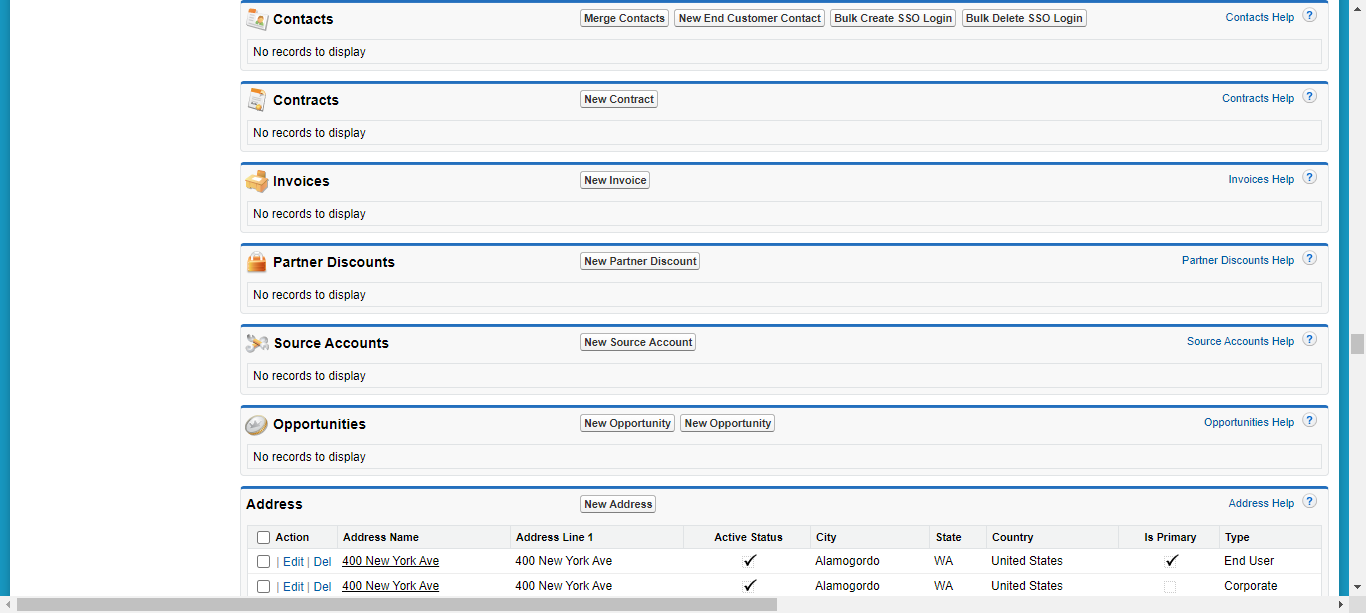 Contacts Merge Contacts New End Customer Contact Bulk Create SSO Login Bulk Delete SSO Login Contacts Help ?
No records to display
Contracts New Contract Contracts Help ?
No records to display
Invoices New Invoice Invoices Help ?
No records to display
Partner Discounts New Partner Discount Partner Discounts Help ?
No records to display
Source Accounts New Source Account Source Accounts Help ?
No records to display
Opportunities New Opportunity New Opportunity Opportunities Help ?
No records to display
Address New Address Address Help ?
Action Address Name Address Line 1 Active Status City State Country Is Primary Type
| Edit | Del 400 New York Ave 400 New York Ave Alamogordo WA United States End User
| Edit | Del 400 New York Ave 400 New York Ave Alamogordo WA United States Corporate